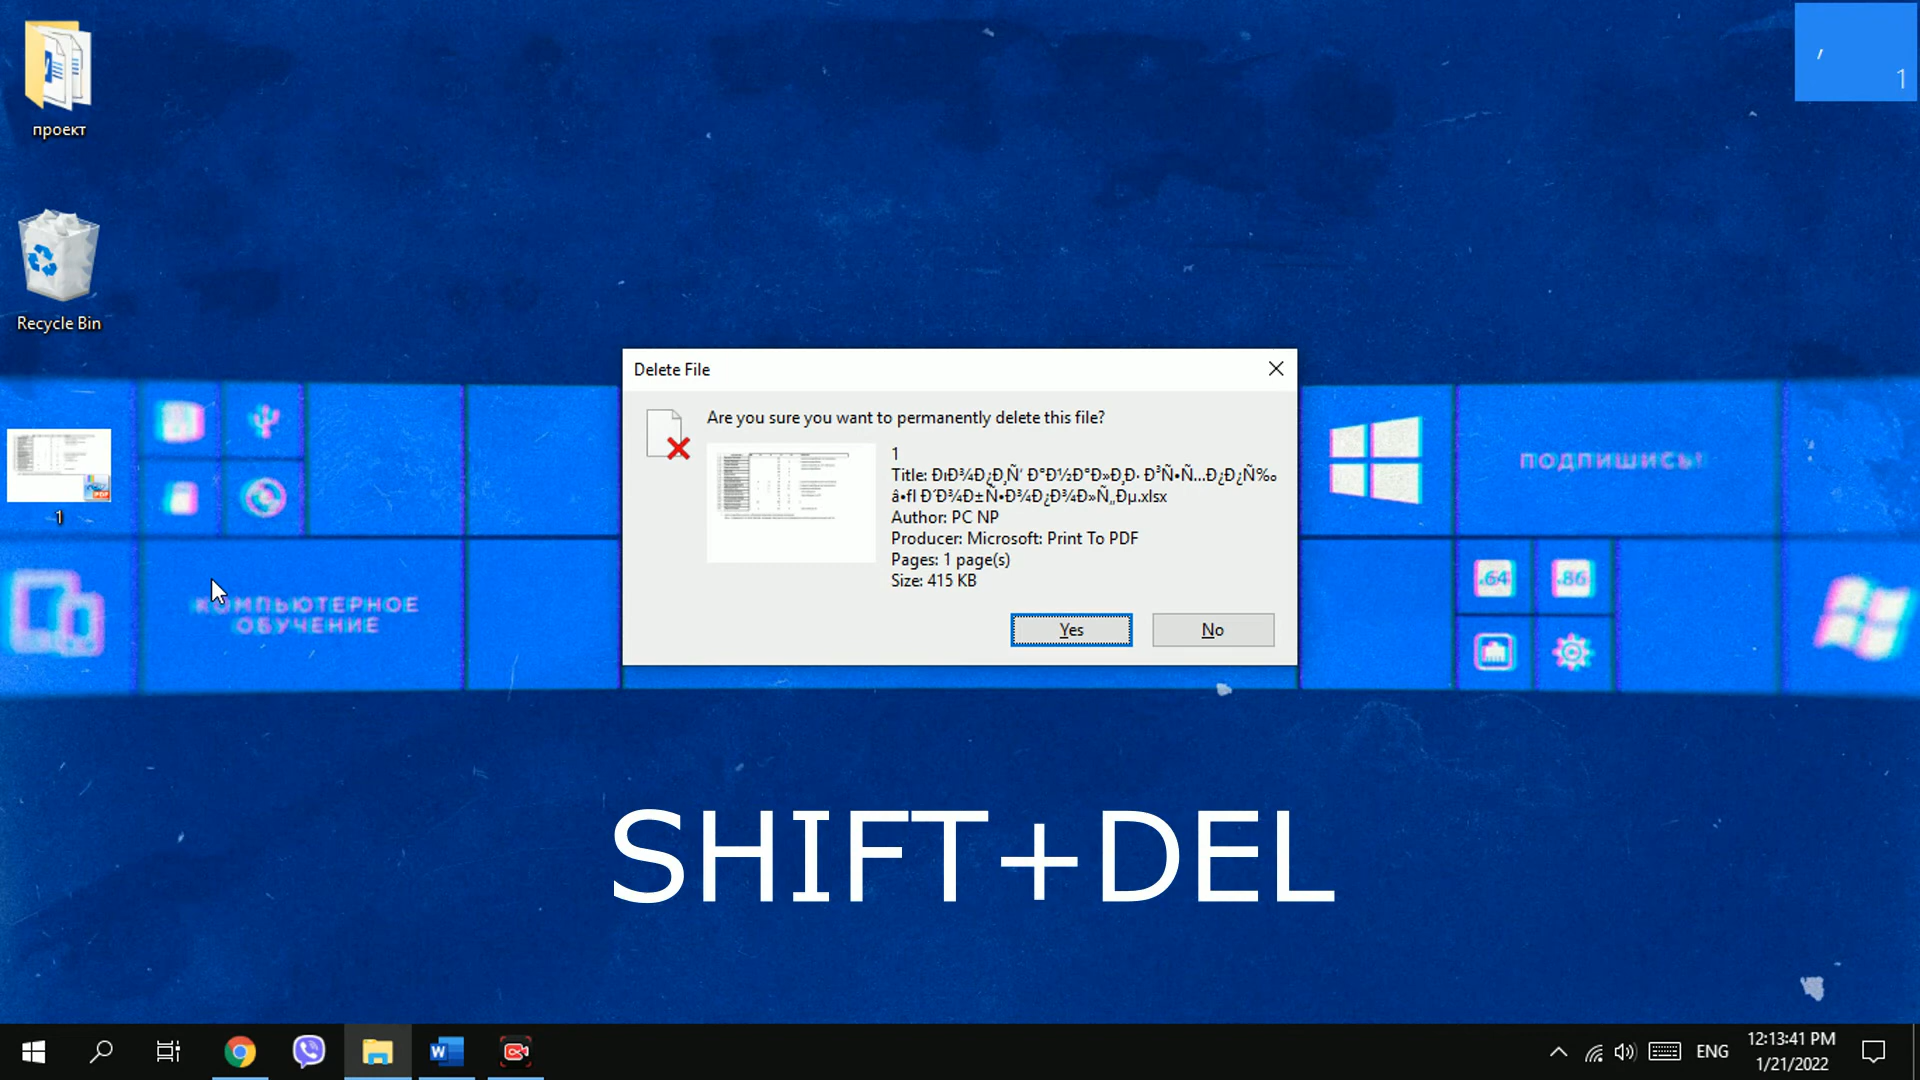 проект
1
Recycle Bin
Delete File
Are you sure you want to permanently delete this file?
1
Title: ÐıÐ¾Ð¿Ð¸Ñ' Ð°Ð½Ð°Ð»Ð¸Ð· Ð³Ñ•Ñ…Ð¿Ð¿Ñ‰
â•fl Ð´Ð¾Ð±Ñ•Ð¾Ð¿Ð¾Ð»Ñ„Ðµ.xlsx
Author: PC NP
Producer: Microsoft: Print To PDF
Pages: 1 page(s)
Size: 415 KB
Yes
No
PDF
1
ПОДПИШИСЬ!
КОМПЬЮТЕРНОЕ
ОБУЧЕНИЕ
64
86
SHIFT+DEL
W
ENG
12:13:41 PM
1/21/2022